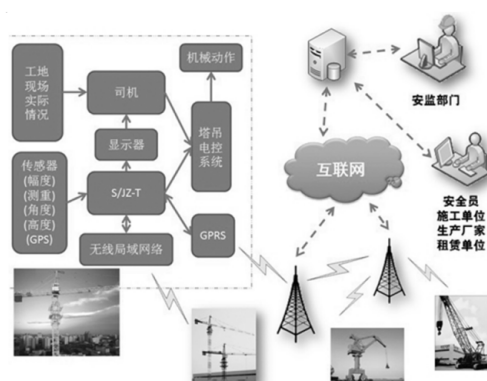 工地
现场
实际
情况
司机
机械动作
显示器
塔吊
电控
系统
传感器
(幅度)
(测重)
(角度)
(高度)
(GPS)
S/JZ-T
无线局域网络
GPRS
互联网
安监部门
安全员
施工单位
生产厂家
租赁单位